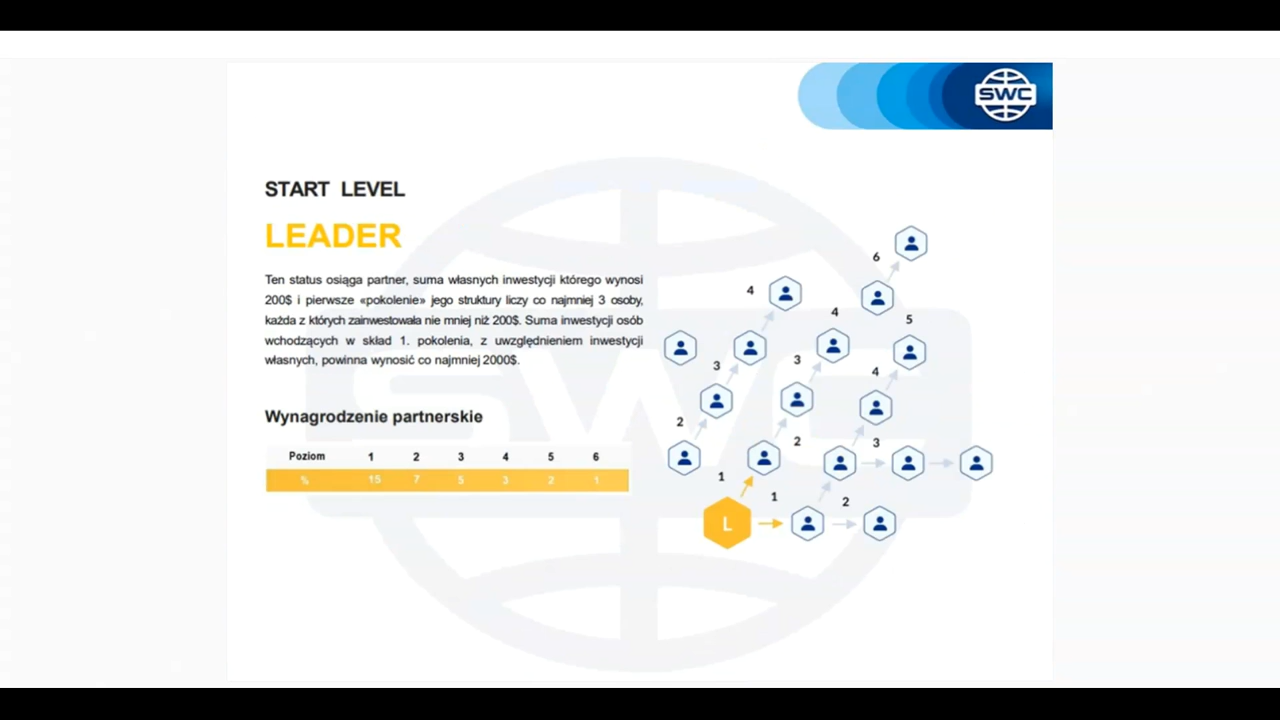 SWC
START LEVEL
LEADER
Ten status osiąga partner, suma własnych inwestycji którego wynosi
200$ i pierwsze «pokolenie» jego struktury liczy co najmniej 3 osoby,
każda z których zainwestowała nie mniej niż 200$. Suma inwestycji osób
wchodzących w skład 1. pokolenia, z uwzględnieniem inwestycji
własnych, powinna wynosić co najmniej 2000$.
Wynagrodzenie partnerskie
Poziom 1 2 3 4 5 6
% 15 7 5 3 2 1
6
4
4
5
3
3
4
2
2
3
1
1
2
L
SWC